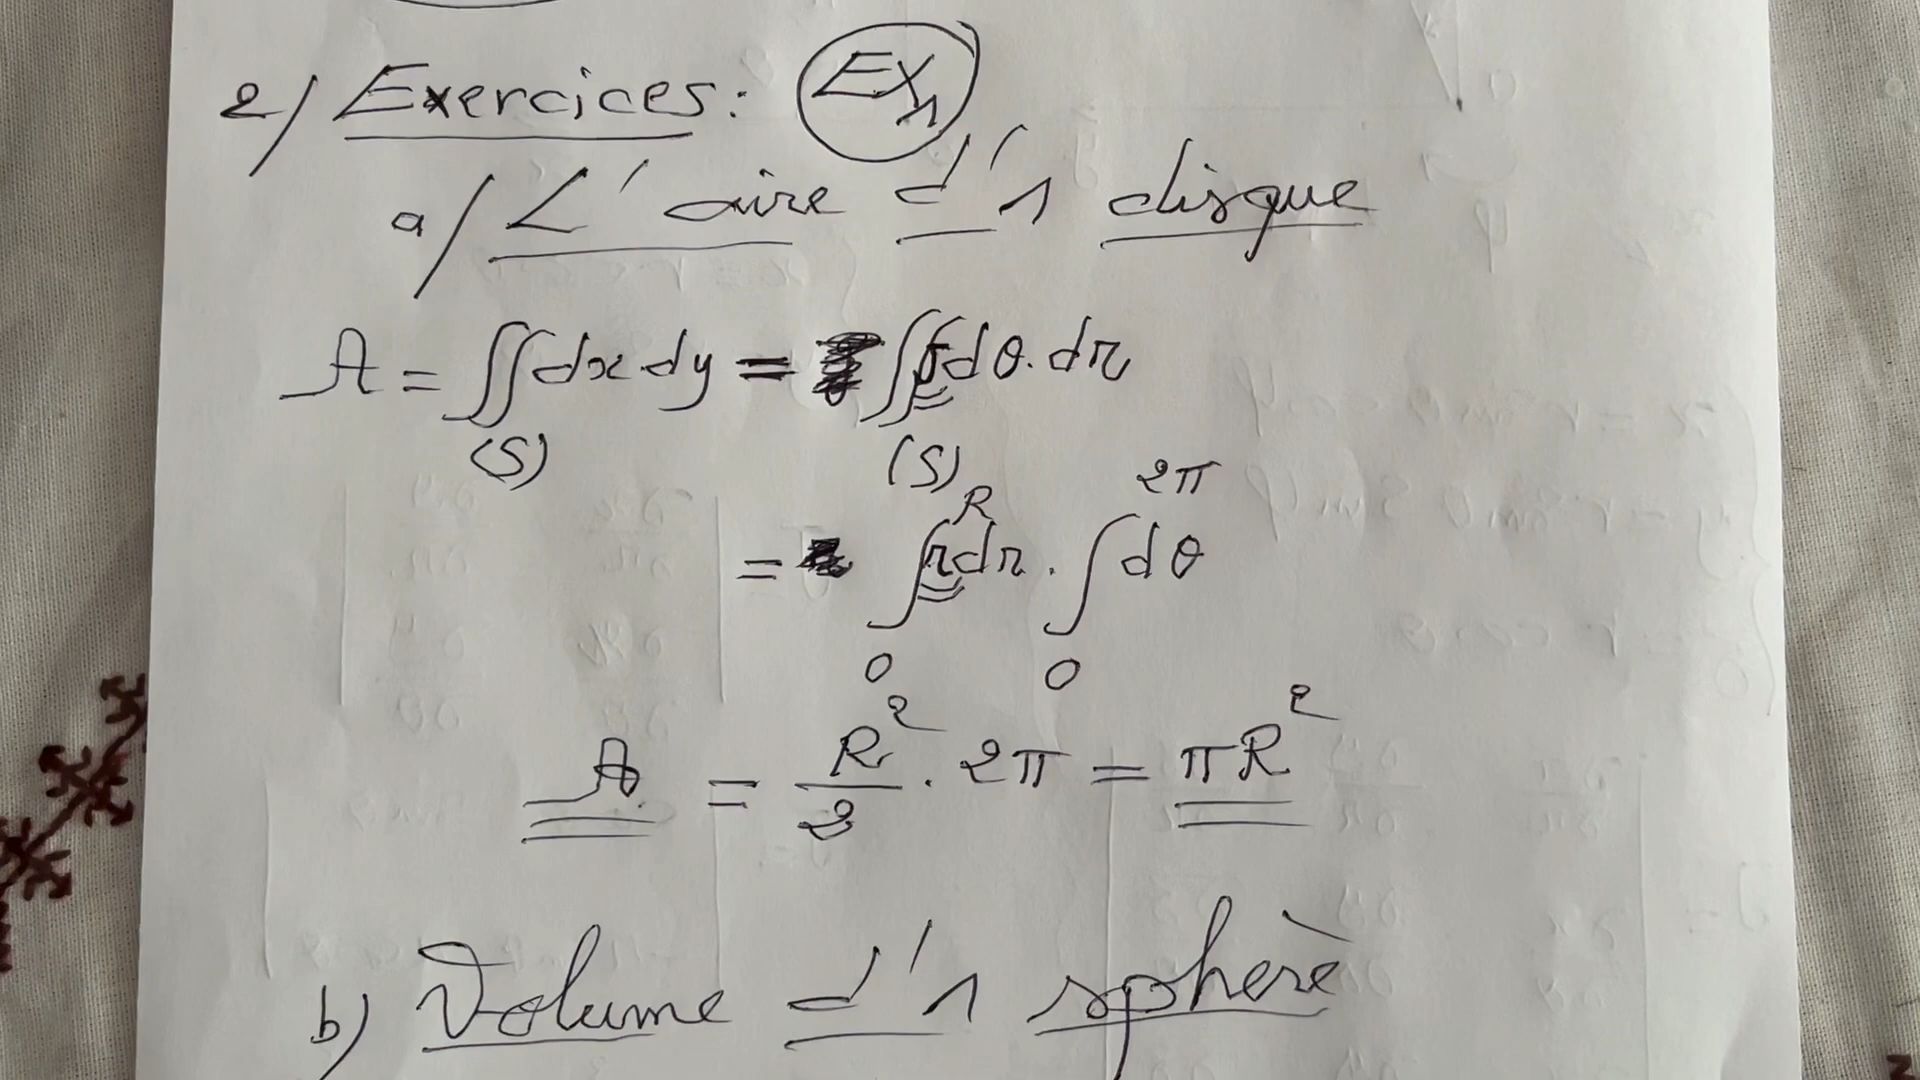 2/ Exercices: EX1
a/ L'aire d'1 disque
A = ∬(S) dx dy = ∬(S) r dθ. dr
= ∫₀ᴿ r dr . ∫₀^2π dθ
A = R²/2 . 2π = πR²
b) Volume d'1 sphère